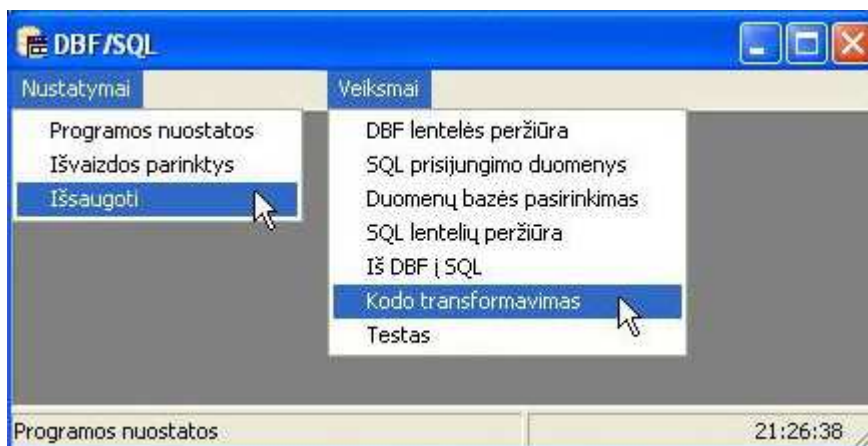 DBF/SQL
Nustatymai Veiksmai
Programos nuostatos
Išvaizdos parinktys
Išsaugoti
DBF lentelės peržiūra
SQL prisijungimo duomenys
Duomenų bazės pasirinkimas
SQL lentelių peržiūra
Iš DBF į SQL
Kodo transformavimas
Testas
Programos nuostatos 21:26:38